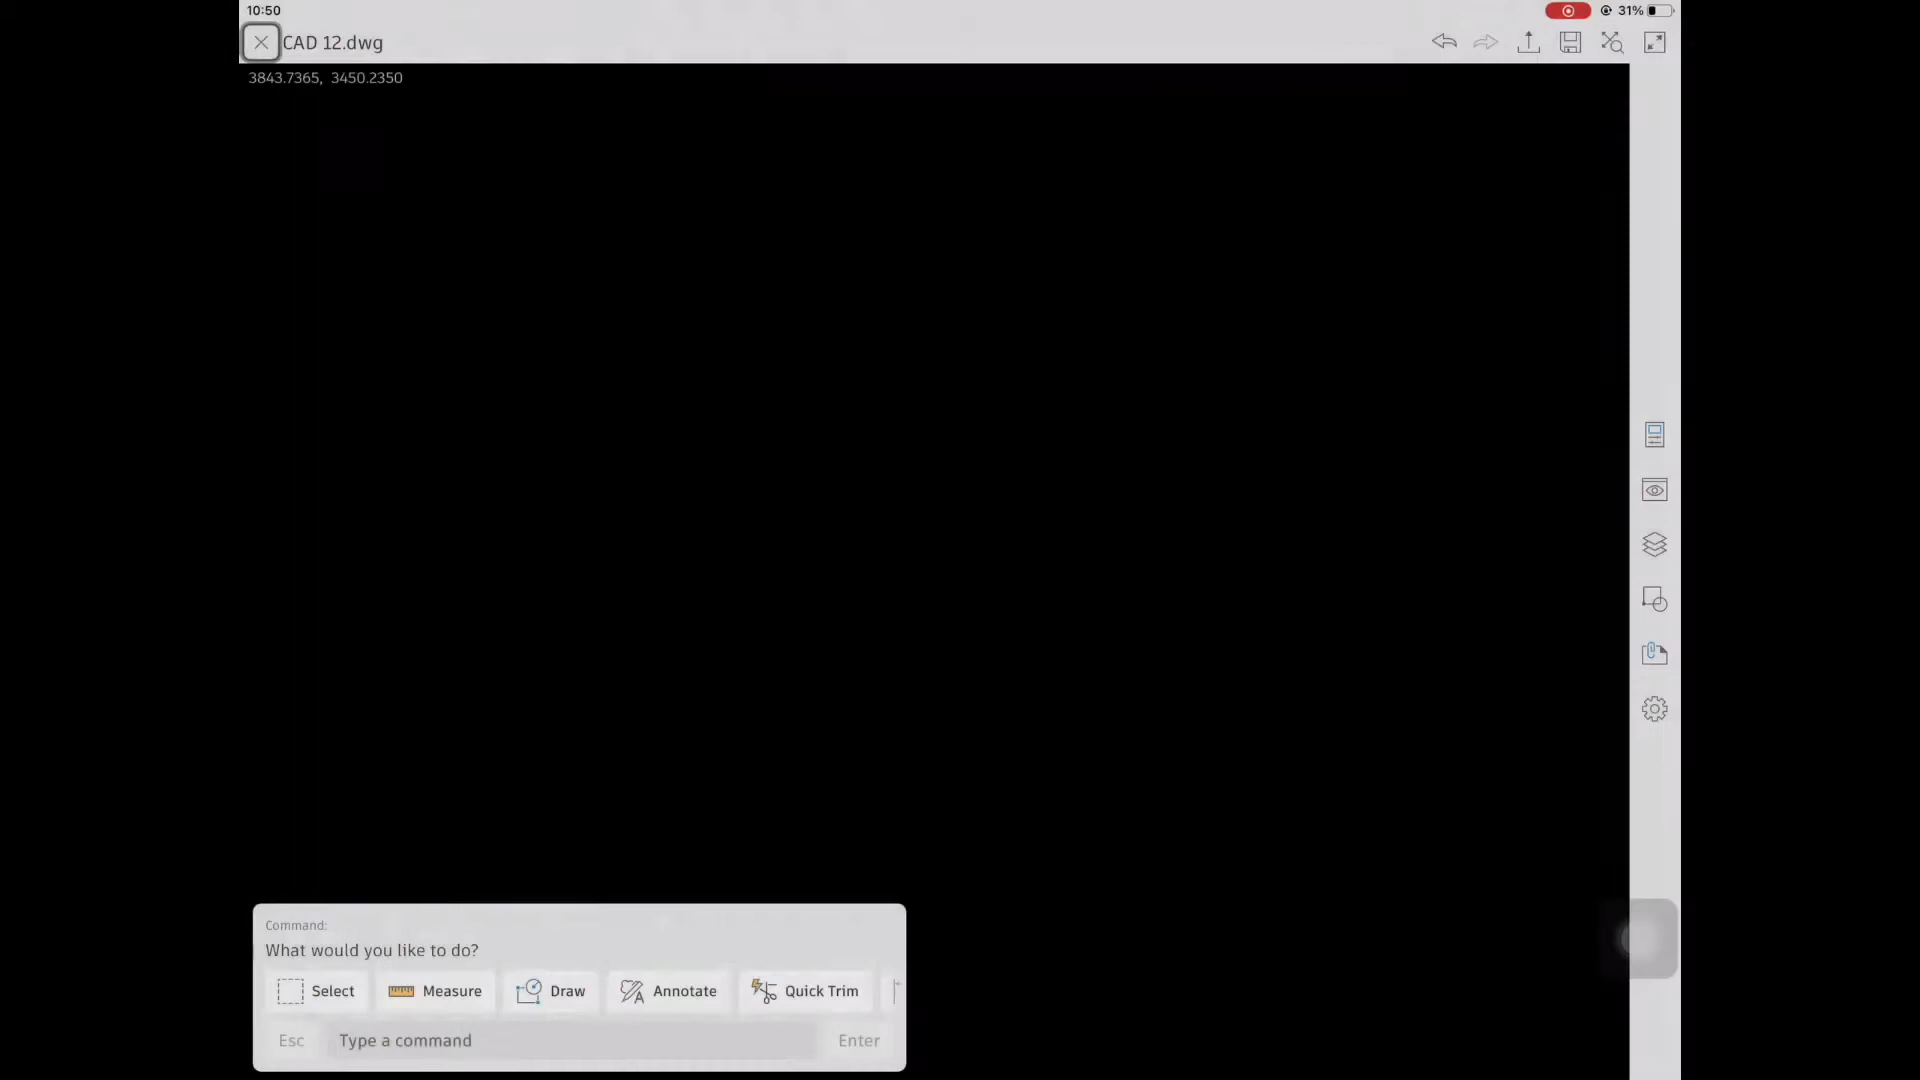 10:50
31%
CAD 12.dwg
3843.7365, 3450.2350
Command:
What would you like to do?
Select Measure Draw Annotate Quick Trim
Esc Type a command Enter